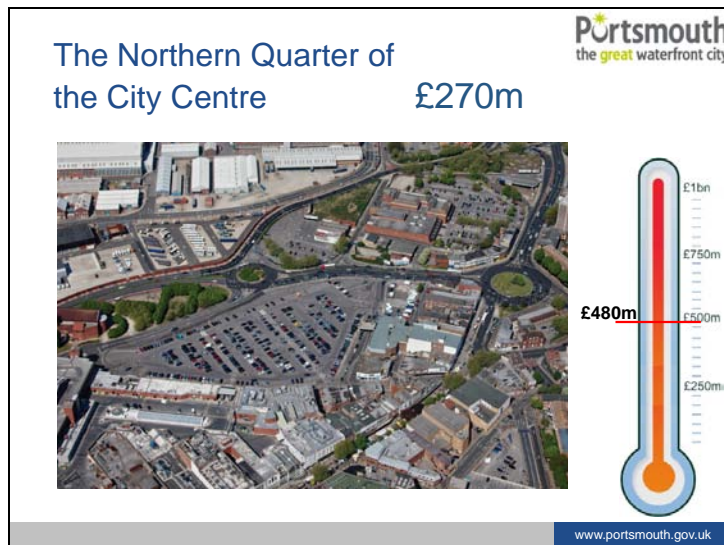 The Northern Quarter of
the City Centre £270m
Portsmouth
the great waterfront city
£1bn
£750m
£480m
£500m
£250m
www.portsmouth.gov.uk